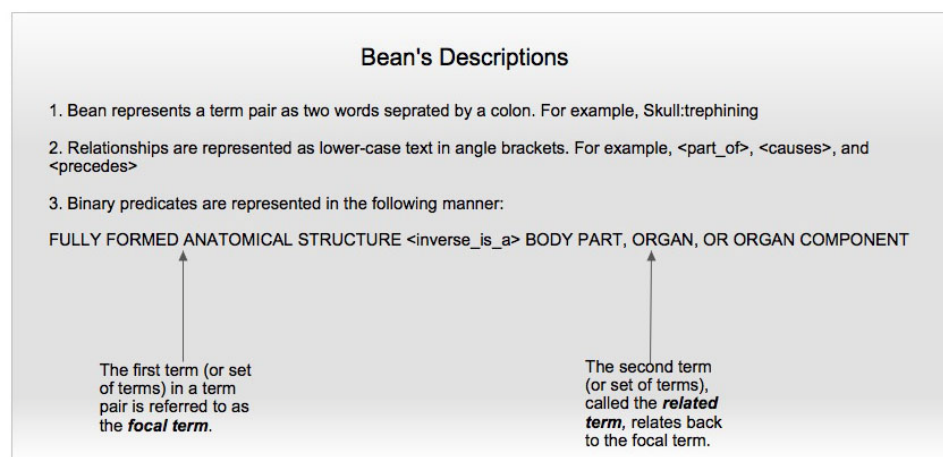 Bean's Descriptions
1. Bean represents a term pair as two words seprated by a colon. For example, Skull:trephining
2. Relationships are represented as lower-case text in angle brackets. For example, <part_of>, <causes>, and
<precedes>
3. Binary predicates are represented in the following manner:
FULLY FORMED ANATOMICAL STRUCTURE <inverse_is_a> BODY PART, ORGAN, OR ORGAN COMPONENT
The first term (or set
of terms) in a term
pair is referred to as
the focal term.
The second term
(or set of terms),
called the related
term, relates back
to the focal term.